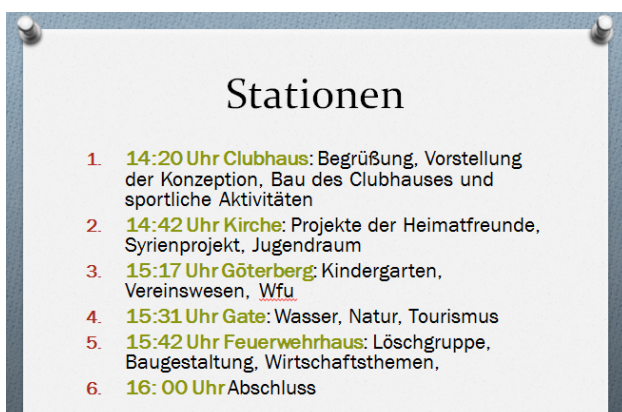 Stationen
1. 14:20 Uhr Clubhaus: Begrüßung, Vorstellung
der Konzeption, Bau des Clubhauses und
sportliche Aktivitäten
2. 14:42 Uhr Kirche: Projekte der Heimatfreunde,
Syrienprojekt, Jugendraum
3. 15:17 Uhr Göterberg: Kindergarten,
Vereinswesen, Wfu
4. 15:31 Uhr Gate: Wasser, Natur, Tourismus
5. 15:42 Uhr Feuerwehrhaus: Löschgruppe,
Baugestaltung, Wirtschaftsthemen,
6. 16: 00 Uhr Abschluss